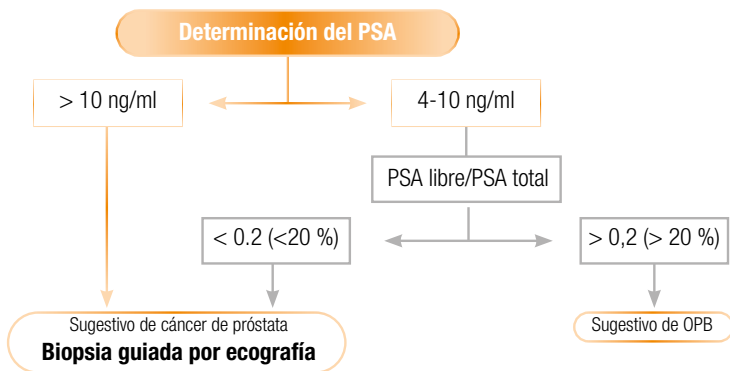 Determinación del PSA
> 10 ng/ml
4-10 ng/ml
PSA libre/PSA total
< 0.2 (<20 %)
> 0,2 (> 20 %)
Sugestivo de cáncer de próstata
Biopsia guiada por ecografía
Sugestivo de OPB